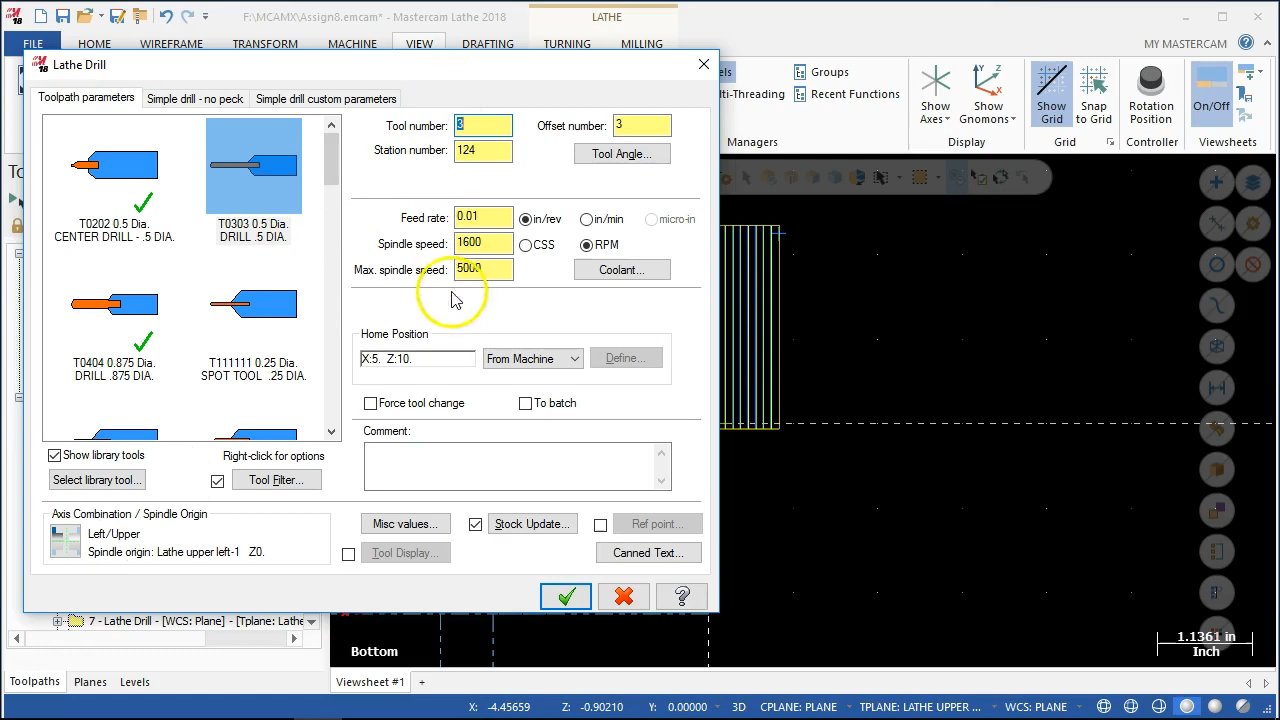 F:\MCAMX\Assign8.emcam* - Mastercam Lathe 2018
LATHE
FILE
HOME
WIREFRAME
TRANSFORM
MACHINE
VIEW
DRAFTING
TURNING
MILLING
MY MASTERCAM
Lathe Drill
Toolpath parameters
Simple drill - no peck
Simple drill custom parameters
Groups
Multi-Threading
Recent Functions
Managers
Show Axes
Show Gnomons
Display
Show Grid
Snap to Grid
Grid
Rotation Position
Controller
On/Off
Viewsheets
T0202 0.5 Dia.
CENTER DRILL - .5 DIA.
T0303 0.5 Dia.
DRILL .5 DIA.
T0404 0.875 Dia.
DRILL .875 DIA.
T111111 0.25 Dia.
SPOT TOOL .25 DIA.
Tool number: 3
Offset number: 3
Station number: 124
Tool Angle...
Feed rate: 0.01
in/rev
in/min
micro-in
Spindle speed: 1600
CSS
RPM
Max. spindle speed: 5000
Coolant...
Home Position
X:5. Z:10.
From Machine
Define...
Force tool change
To batch
Comment:
Show library tools
Right-click for options
Select library tool...
Tool Filter...
Axis Combination / Spindle Origin
Left/Upper
Spindle origin: Lathe upper left-1 Z0.
Misc values...
Stock Update...
Ref point...
Tool Display...
Canned Text...
7 - Lathe Drill - [WCS: Plane] - [Tplane: Lathe
Bottom
1.1361 in
Inch
Toolpaths
Planes
Levels
Viewsheet #1
+
X: -4.45659
Z: -0.90210
Y: 0.00000
3D
CPLANE: PLANE
TPLANE: LATHE UPPER ...
WCS: PLANE